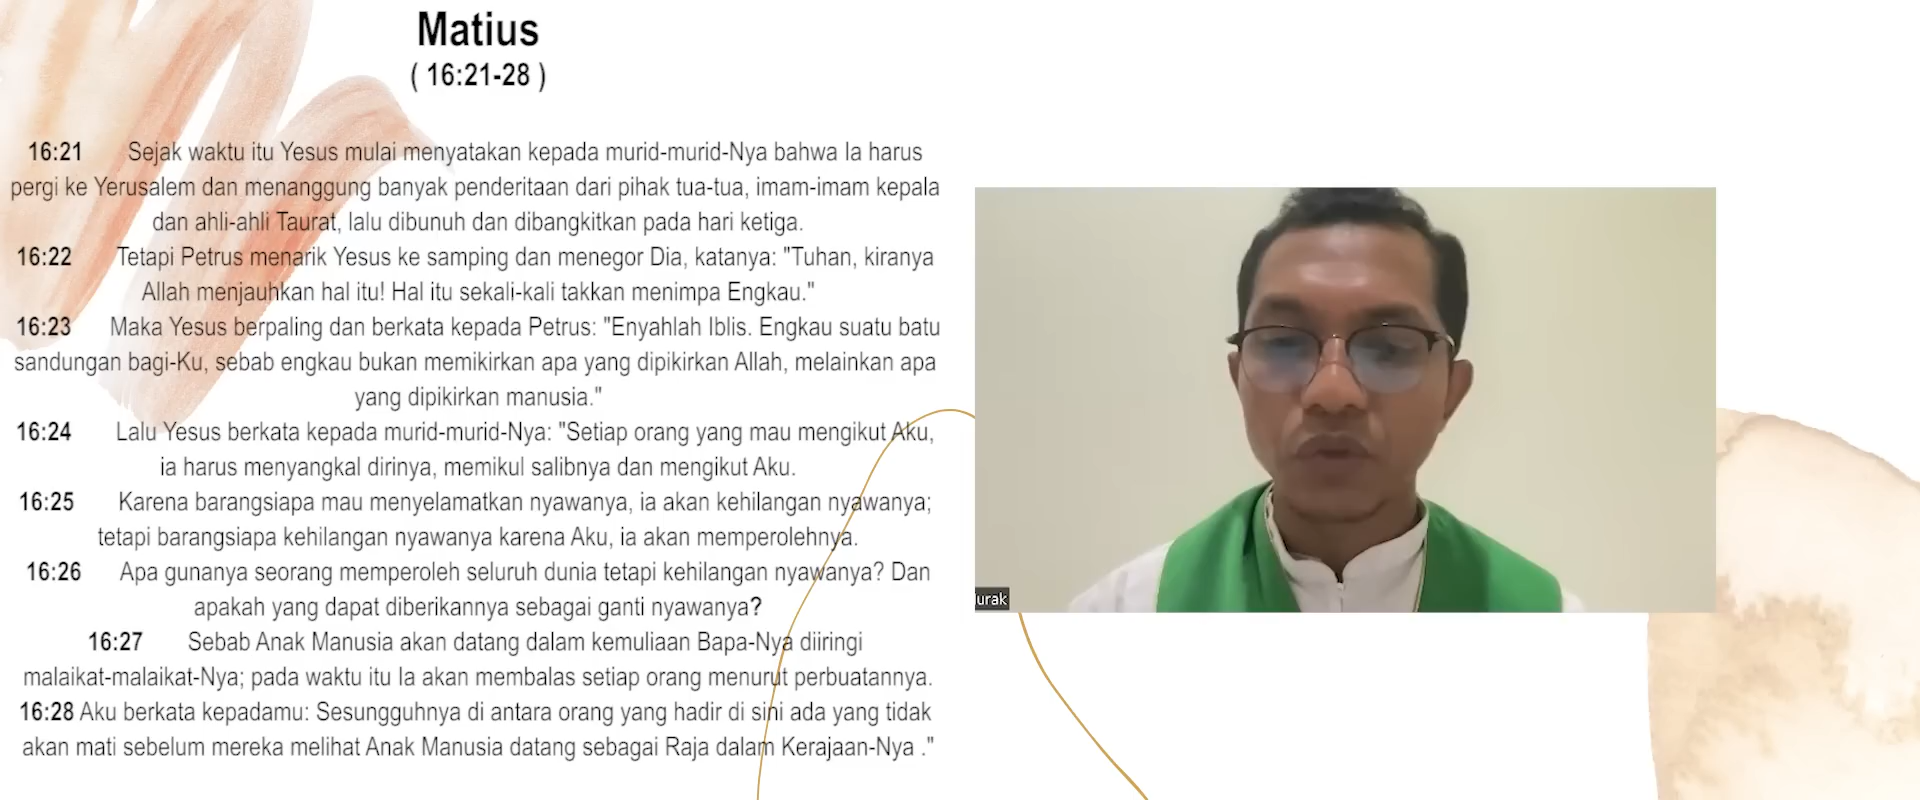 Matius
( 16:21-28 )
16:21 Sejak waktu itu Yesus mulai menyatakan kepada murid-murid-Nya bahwa Ia harus
pergi ke Yerusalem dan menanggung banyak penderitaan dari pihak tua-tua, imam-imam kepala
dan ahli-ahli Taurat, lalu dibunuh dan dibangkitkan pada hari ketiga.
16:22 Tetapi Petrus menarik Yesus ke samping dan menegor Dia, katanya: "Tuhan, kiranya
Allah menjauhkan hal itu! Hal itu sekali-kali takkan menimpa Engkau."
16:23 Maka Yesus berpaling dan berkata kepada Petrus: "Enyahlah Iblis. Engkau suatu batu
sandungan bagi-Ku, sebab engkau bukan memikirkan apa yang dipikirkan Allah, melainkan apa
yang dipikirkan manusia."
16:24 Lalu Yesus berkata kepada murid-murid-Nya: "Setiap orang yang mau mengikut Aku,
ia harus menyangkal dirinya, memikul salibnya dan mengikut Aku.
16:25 Karena barangsiapa mau menyelamatkan nyawanya, ia akan kehilangan nyawanya;
tetapi barangsiapa kehilangan nyawanya karena Aku, ia akan memperolehnya.
16:26 Apa gunanya seorang memperoleh seluruh dunia tetapi kehilangan nyawanya? Dan
apakah yang dapat diberikannya sebagai ganti nyawanya?
16:27 Sebab Anak Manusia akan datang dalam kemuliaan Bapa-Nya diiringi
malaikat-malaikat-Nya; pada waktu itu Ia akan membalas setiap orang menurut perbuatannya.
16:28 Aku berkata kepadamu: Sesungguhnya di antara orang yang hadir di sini ada yang tidak
akan mati sebelum mereka melihat Anak Manusia datang sebagai Raja dalam Kerajaan-Nya ."
urak